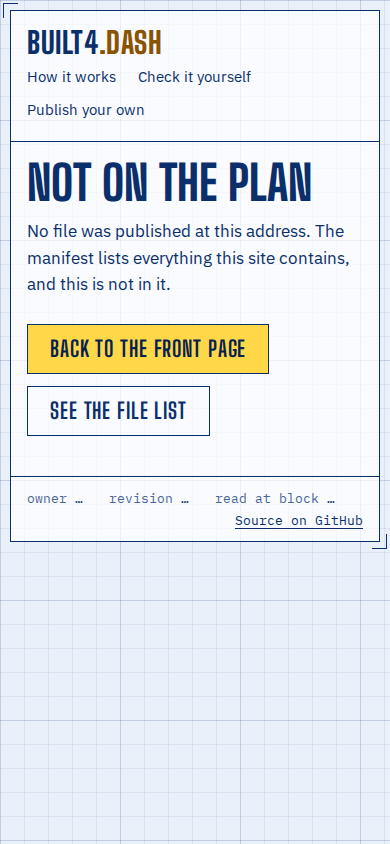 BUILT4.DASH
How it works Check it yourself
Publish your own
NOT ON THE PLAN
No file was published at this address. The
manifest lists everything this site contains,
and this is not in it.
BACK TO THE FRONT PAGE
SEE THE FILE LIST
owner … revision … read at block …
Source on GitHub